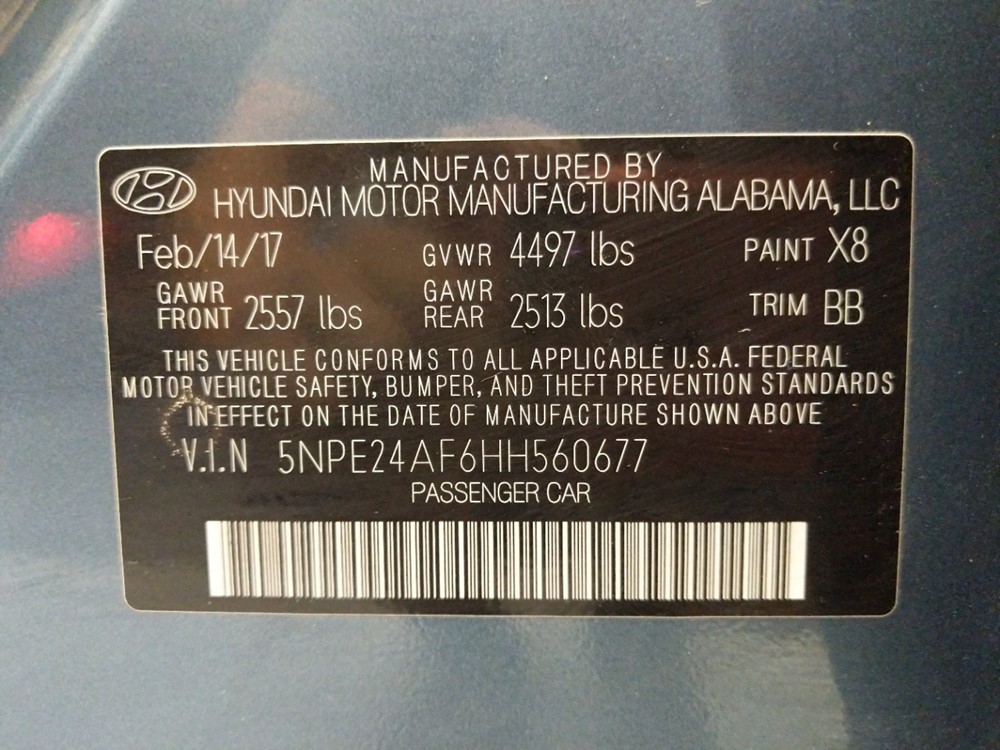 MANUFACTURED BY
HYUNDAI MOTOR MANUFACTURING ALABAMA, LLC
Feb/14/17 GVWR 4497 lbs PAINT X8
GAWR FRONT 2557 lbs GAWR REAR 2513 lbs TRIM BB
THIS VEHICLE CONFORMS TO ALL APPLICABLE U.S.A. FEDERAL
MOTOR VEHICLE SAFETY, BUMPER, AND THEFT PREVENTION STANDARDS
IN EFFECT ON THE DATE OF MANUFACTURE SHOWN ABOVE
V.I.N 5NPE24AF6HH560677
PASSENGER CAR